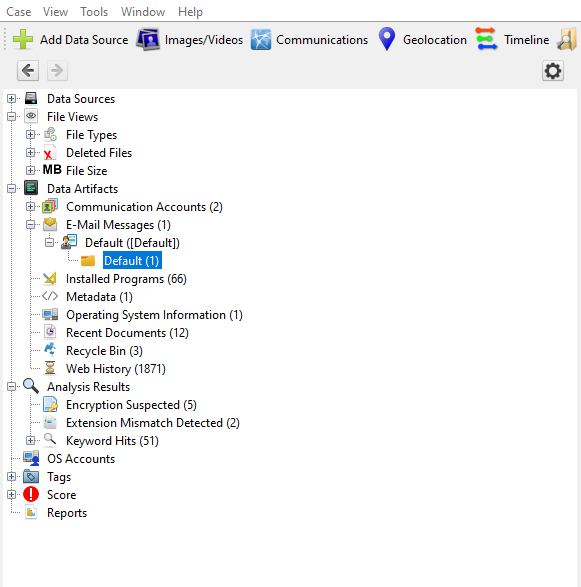 Case View Tools Window Help
Add Data Source Images/Videos Communications Geolocation Timeline
Data Sources
File Views
File Types
Deleted Files
MB File Size
Data Artifacts
Communication Accounts (2)
E-Mail Messages (1)
Default ([Default])
Default (1)
Installed Programs (66)
Metadata (1)
Operating System Information (1)
Recent Documents (12)
Recycle Bin (3)
Web History (1871)
Analysis Results
Encryption Suspected (5)
Extension Mismatch Detected (2)
Keyword Hits (51)
OS Accounts
Tags
Score
Reports